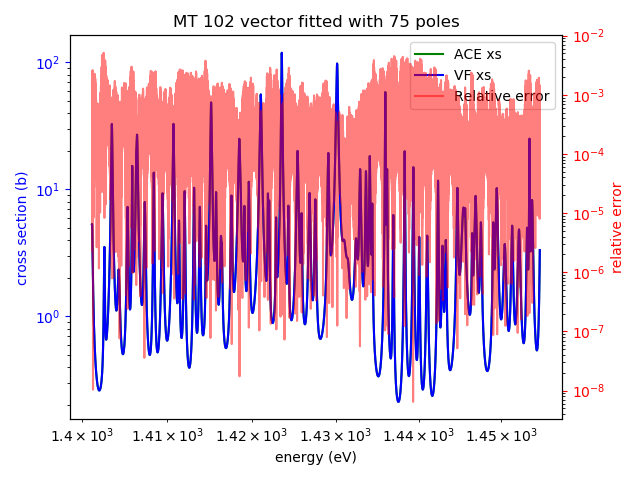 MT 102 vector fitted with 75 poles
ACE xs
VF xs
Relative error
cross section (b)
10²
10¹
10⁰
relative error
10⁻²
10⁻³
10⁻⁴
10⁻⁵
10⁻⁶
10⁻⁷
10⁻⁸
1.4 × 10³ 1.41 × 10³ 1.42 × 10³ 1.43 × 10³ 1.44 × 10³ 1.45 × 10³
energy (eV)